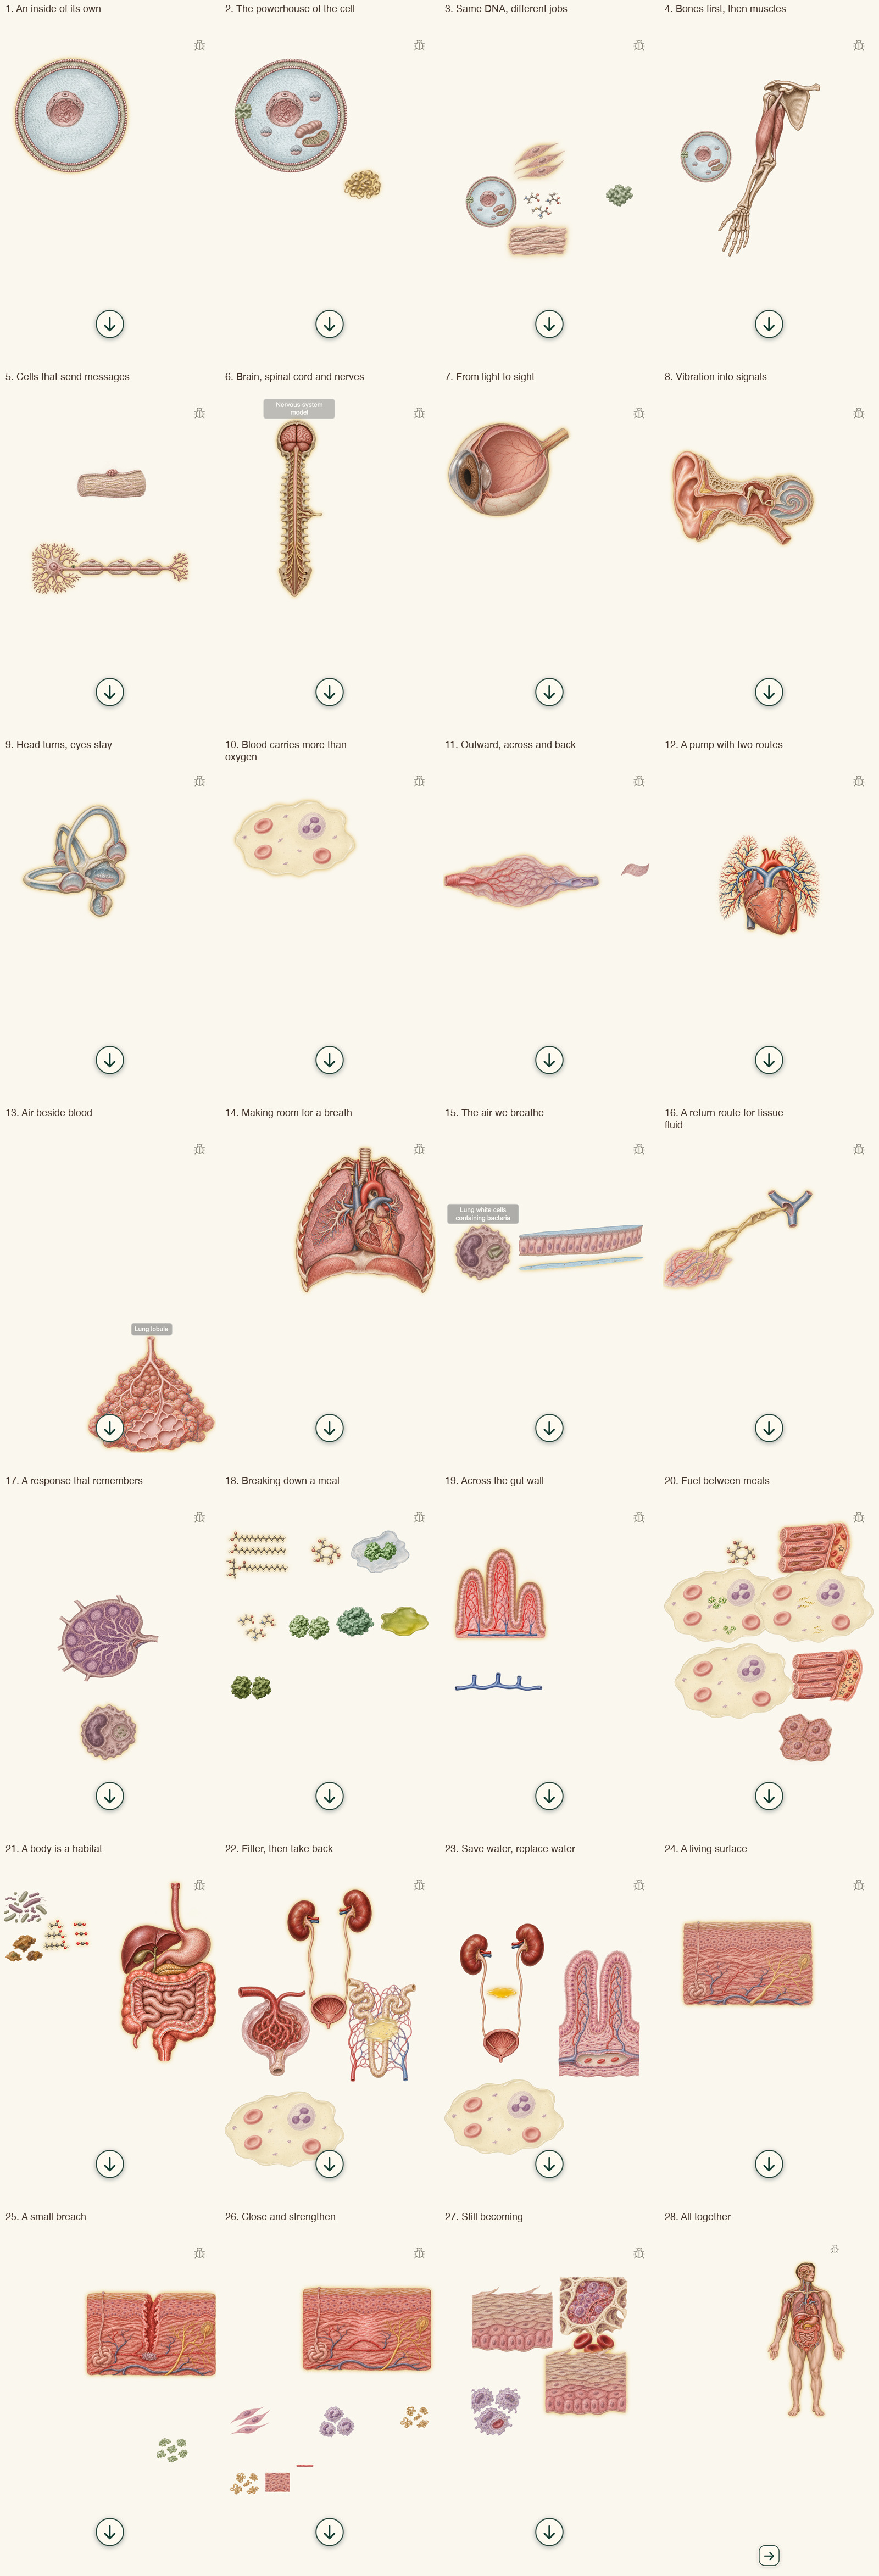 1. An inside of its own
2. The powerhouse of the cell
3. Same DNA, different jobs
4. Bones first, then muscles
5. Cells that send messages
6. Brain, spinal cord and nerves
Nervous system
model
7. From light to sight
8. Vibration into signals
9. Head turns, eyes stay
10. Blood carries more than
oxygen
11. Outward, across and back
12. A pump with two routes
13. Air beside blood
Lung lobule
14. Making room for a breath
15. The air we breathe
Lung white cells
containing bacteria
16. A return route for tissue
fluid
17. A response that remembers
18. Breaking down a meal
19. Across the gut wall
20. Fuel between meals
21. A body is a habitat
22. Filter, then take back
23. Save water, replace water
24. A living surface
25. A small breach
26. Close and strengthen
27. Still becoming
28. All together